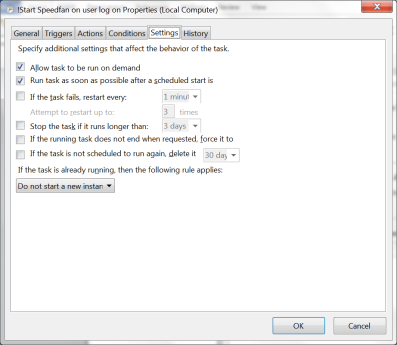 !Start Speedfan on user log on Properties (Local Computer)
General Triggers Actions Conditions Settings History
Specify additional settings that affect the behavior of the task.
Allow task to be run on demand
Run task as soon as possible after a scheduled start is
If the task fails, restart every: 1 minut
Attempt to restart up to: 3 times
Stop the task if it runs longer than: 3 days
If the running task does not end when requested, force it to
If the task is not scheduled to run again, delete it 30 day
If the task is already running, then the following rule applies:
Do not start a new instan
OK Cancel